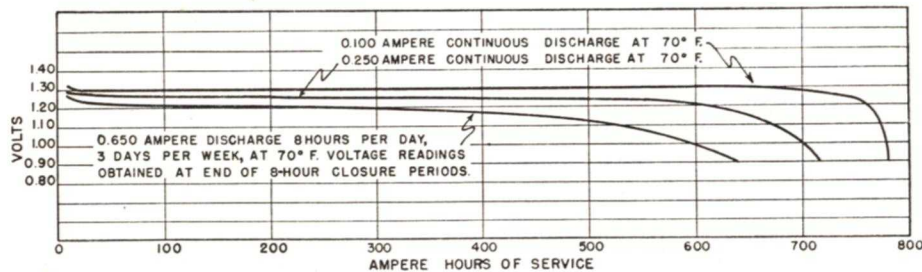 0.100 AMPERE CONTINUOUS DISCHARGE AT 70° F.
0.250 AMPERE CONTINUOUS DISCHARGE AT 70° F.
1.40
1.30
1.20
1.10
1.00
0.90
0.80
VOLTS
0.650 AMPERE DISCHARGE 8 HOURS PER DAY,
3 DAYS PER WEEK, AT 70° F. VOLTAGE READINGS
OBTAINED AT END OF 8-HOUR CLOSURE PERIODS.
0 100 200 300 400 500 600 700 800
AMPERE HOURS OF SERVICE